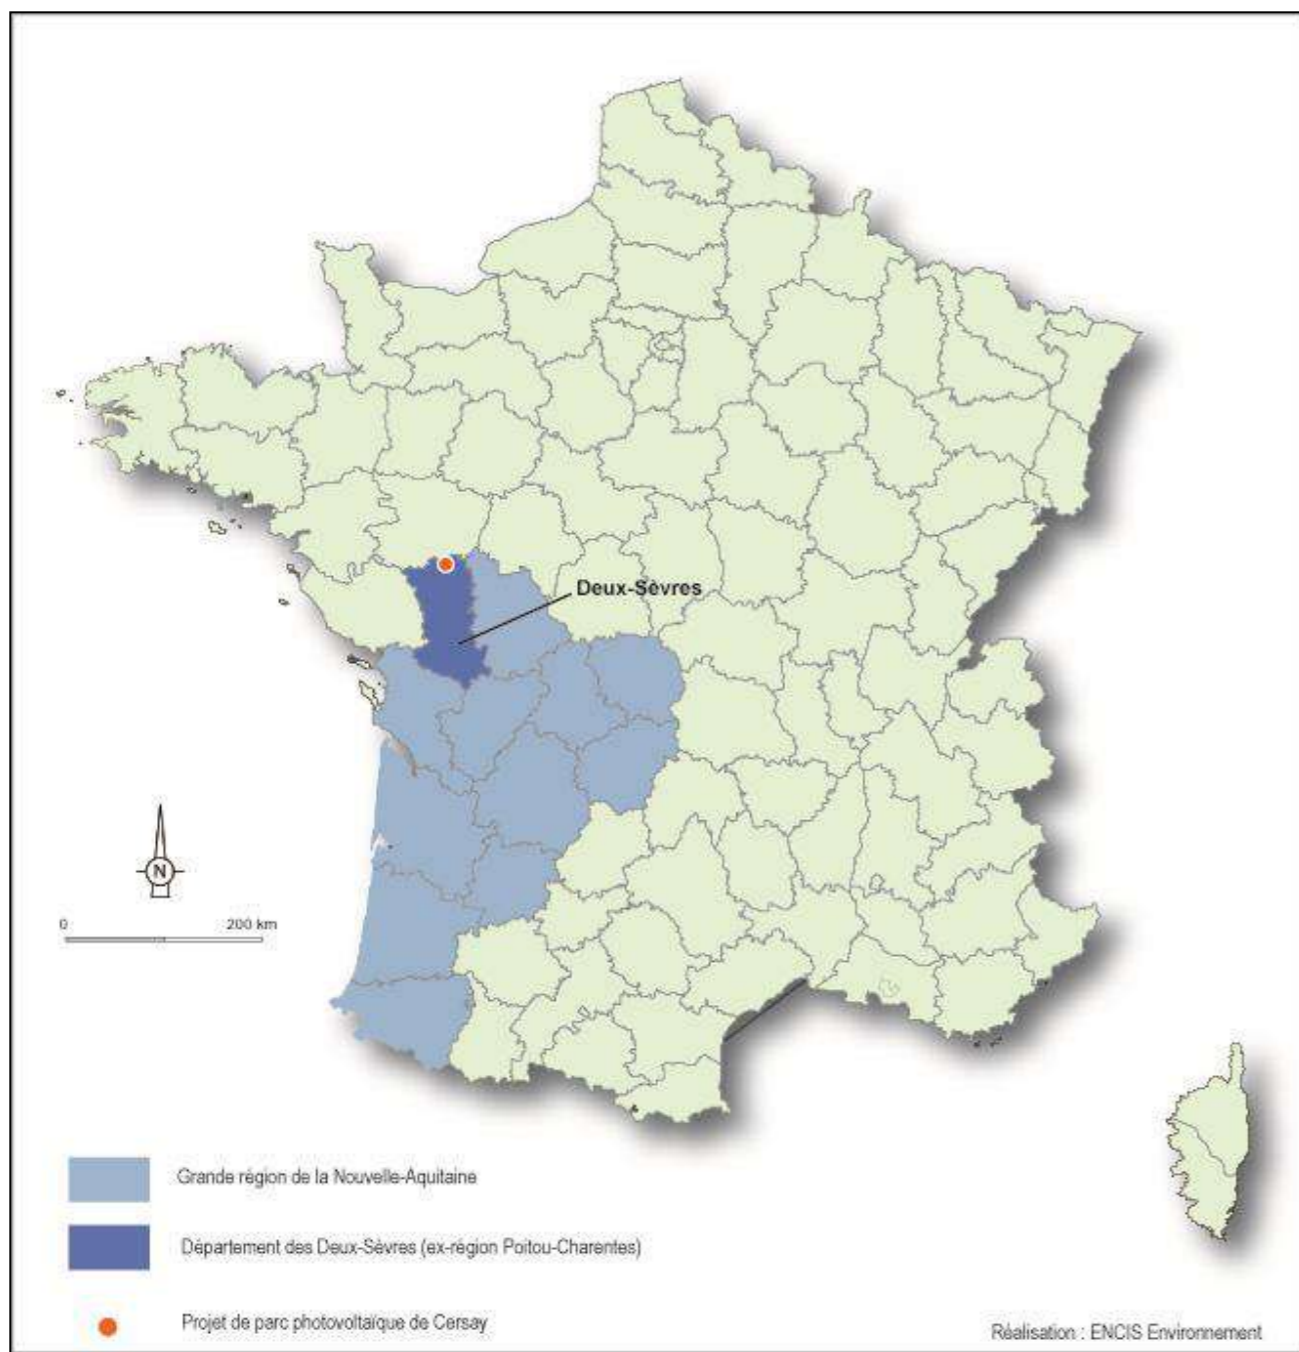 Deux-Sèvres
N
0 200 km
Grande région de la Nouvelle-Aquitaine
Département des Deux-Sèvres (ex-région Poitou-Charentes)
Projet de parc photovoltaïque de Cersay
Réalisation : ENCIS Environnement